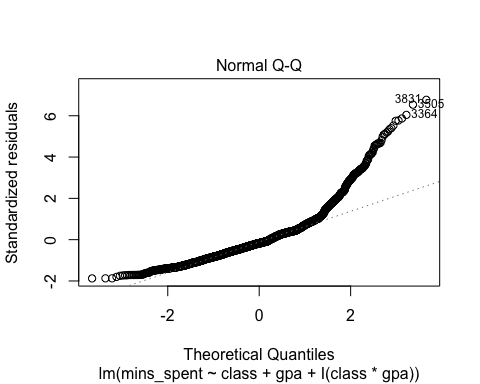 Normal Q-Q
3831
3505
3364
Standardized residuals
6
4
2
0
-2
-2 0 2
Theoretical Quantiles
lm(mins_spent ~ class + gpa + I(class * gpa))